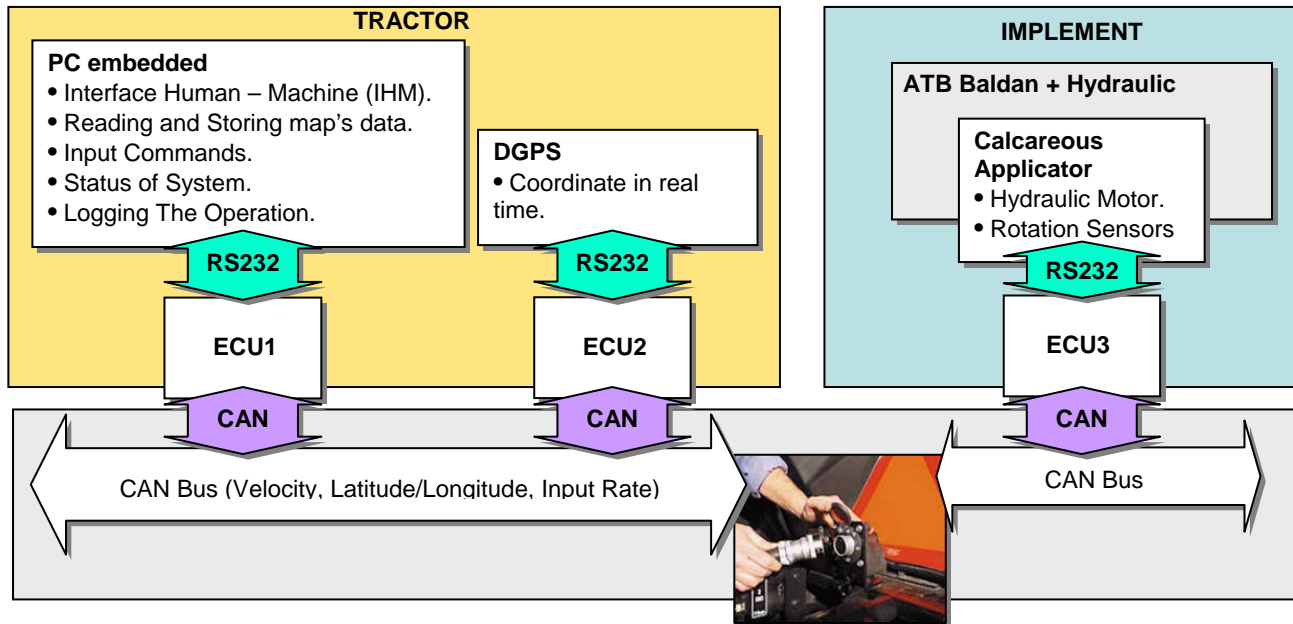 TRACTOR
PC embedded
• Interface Human – Machine (IHM).
• Reading and Storing map's data.
• Input Commands.
• Status of System.
• Logging The Operation.
RS232
ECU1
CAN
DGPS
• Coordinate in real
time.
RS232
ECU2
CAN
IMPLEMENT
ATB Baldan + Hydraulic
Calcareous
Applicator
• Hydraulic Motor.
• Rotation Sensors
RS232
ECU3
CAN
CAN Bus (Velocity, Latitude/Longitude, Input Rate)
CAN Bus